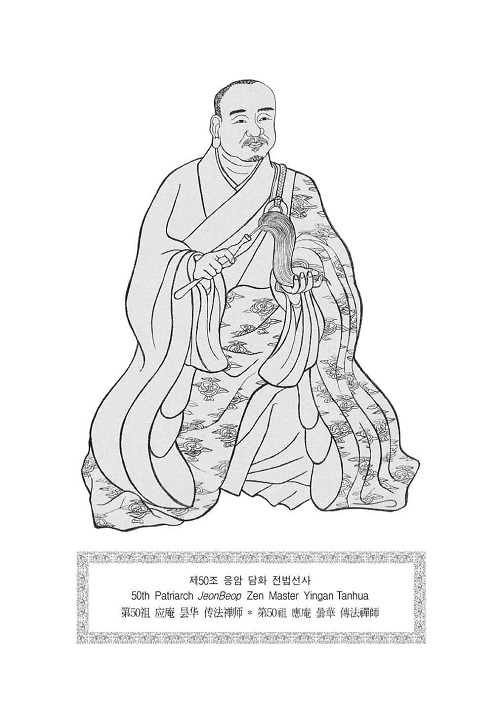 제50조 응암 담화 전법선사
50th Patriarch JeonBeop Zen Master Yingan Tanhua
第50祖 应庵 昙华 传法禅师 * 第50祖 應庵 曇華 傳法禪師